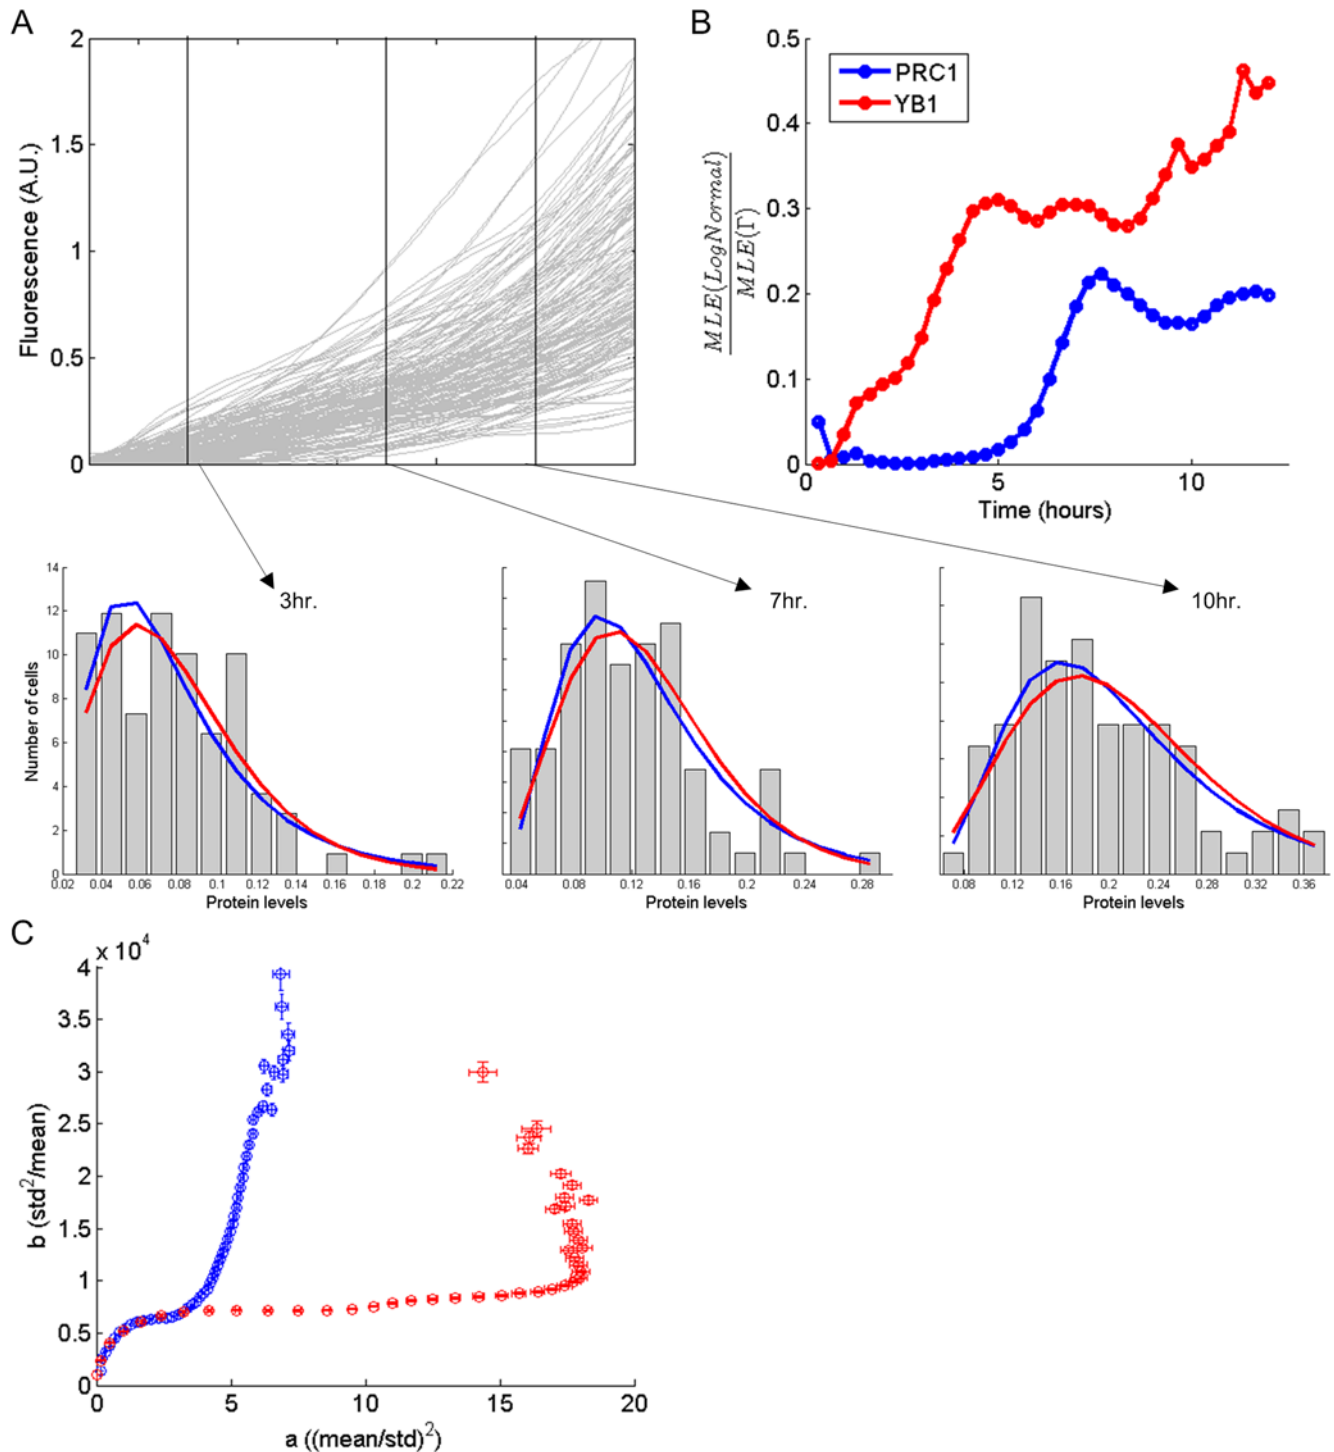 A
Fluorescence (A.U.)
2
1.5
1
0.5
0
B
0.5
0.4
0.3
0.2
0.1
0
PRC1
YB1
MLE(LogNormal)
MLE(Γ)
0 5 10
Time (hours)
3hr.
7hr.
10hr.
Number of cells
14
12
10
8
6
4
2
0
0.02 0.04 0.06 0.08 0.1 0.12 0.14 0.16 0.18 0.2 0.22
Protein levels
0.04 0.08 0.12 0.16 0.2 0.24 0.28
Protein levels
0.08 0.12 0.16 0.2 0.24 0.28 0.32 0.36
Protein levels
C
x 10⁴
b (std²/mean)
4
3.5
3
2.5
2
1.5
1
0.5
0
0 5 10 15 20
a ((mean/std)²)